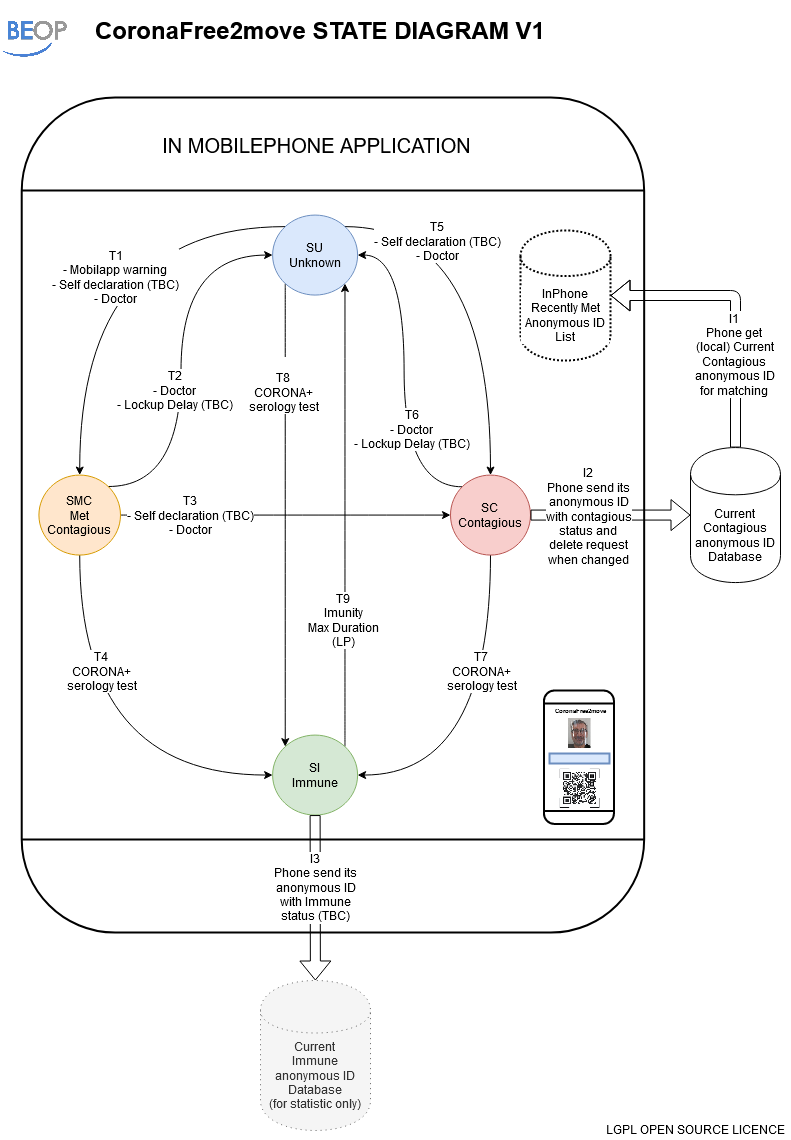 BEOP
CoronaFree2move STATE DIAGRAM V1
IN MOBILEPHONE APPLICATION
T1
- Mobilapp warning
- Self declaration (TBC)
- Doctor
SU
Unknown
T5
- Self declaration (TBC)
- Doctor
InPhone
Recently Met
Anonymous ID
List
I1
Phone get
(local) Current
Contagious
anonymous ID
for matching
T2
- Doctor
- Lockup Delay (TBC)
T8
CORONA+
serology test
T6
- Doctor
- Lockup Delay (TBC)
SMC
Met
Contagious
T3
- Self declaration (TBC)
- Doctor
SC
Contagious
I2
Phone send its
anonymous ID
with contagious
status and
delete request
when changed
Current
Contagious
anonymous ID
Database
T9
Imunity
Max Duration
(LP)
T4
CORONA+
serology test
T7
CORONA+
serology test
CoronaFree2move
SI
Immune
I3
Phone send its
anonymous ID
with Immune
status (TBC)
Current
Immune
anonymous ID
Database
(for statistic only)
LGPL OPEN SOURCE LICENCE